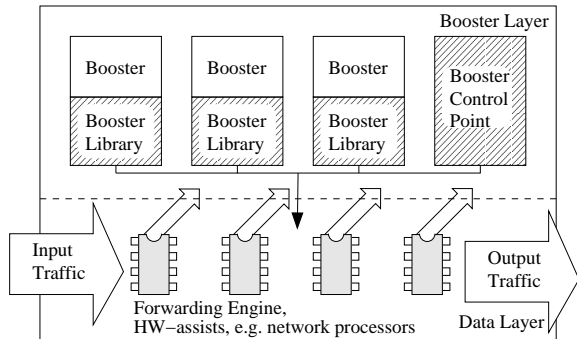 Booster Layer
Booster
Booster
Booster
Booster
Control
Point
Booster
Library
Booster
Library
Booster
Library
Input
Traffic
Output
Traffic
Forwarding Engine,
HW−assists, e.g. network processors
Data Layer